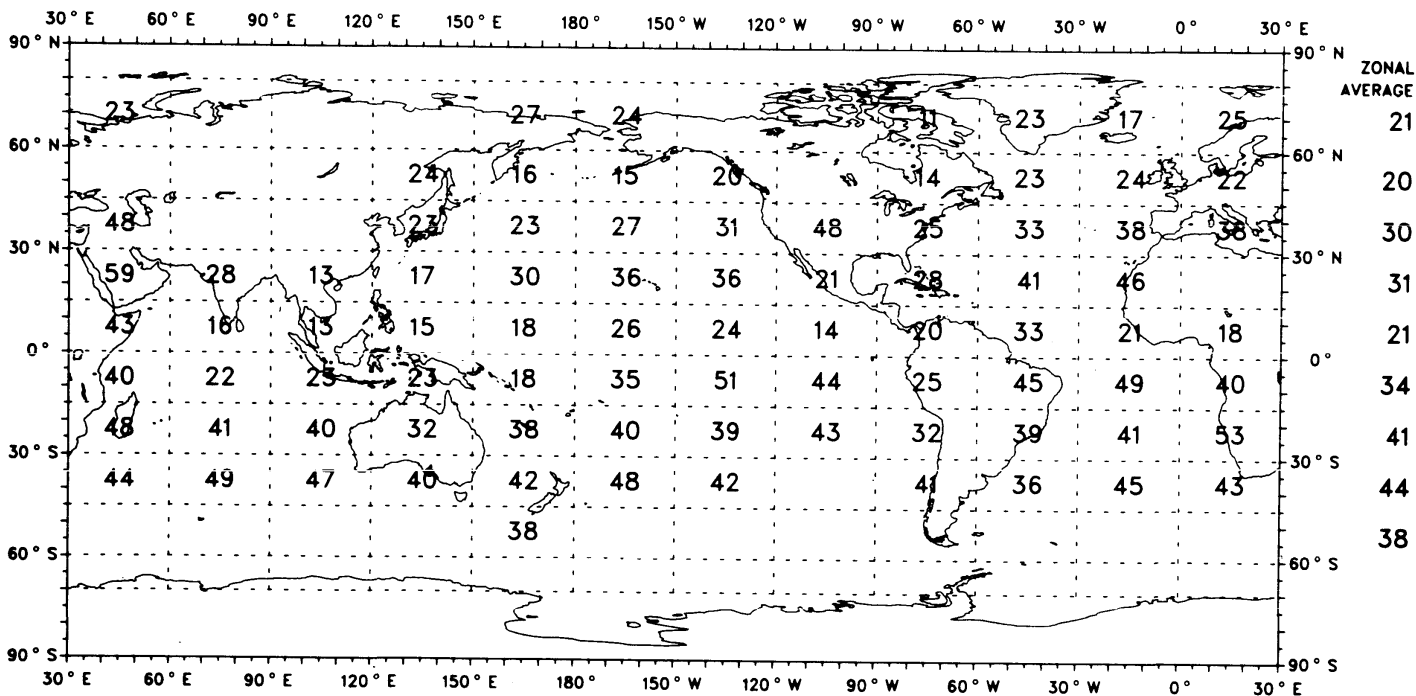 30° E 60° E 90° E 120° E 150° E 180° 150° W 120° W 90° W 60° W 30° W 0° 30° E
90° N 90° N
ZONAL
AVERAGE
23 27 24 11 23 17 25 21
60° N 60° N
24 16 15 20 14 23 24 22 20
48 23 23 27 31 48 25 33 38 38 30
30° N 30° N
59 28 13 17 30 36 36 21 28 41 46 31
43 16 13 15 18 26 24 14 20 33 21 18 21
0° 0°
40 22 25 23 18 35 51 44 25 45 49 40 34
48 41 40 32 38 40 39 43 32 39 41 53 41
30° S 30° S
44 49 47 40 42 48 42 41 36 45 43 44
38 38
60° S 60° S
90° S 90° S
30° E 60° E 90° E 120° E 150° E 180° 150° W 120° W 90° W 60° W 30° W 0° 30° E